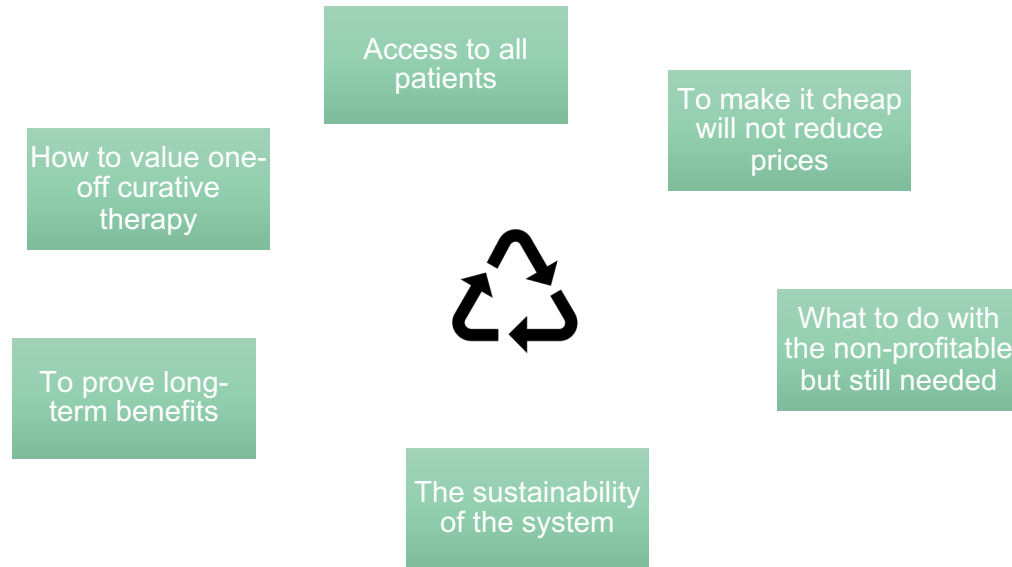 Access to all
patients
To make it cheap
will not reduce
prices
How to value one-
off curative
therapy
What to do with
the non-profitable
but still needed
To prove long-
term benefits
The sustainability
of the system